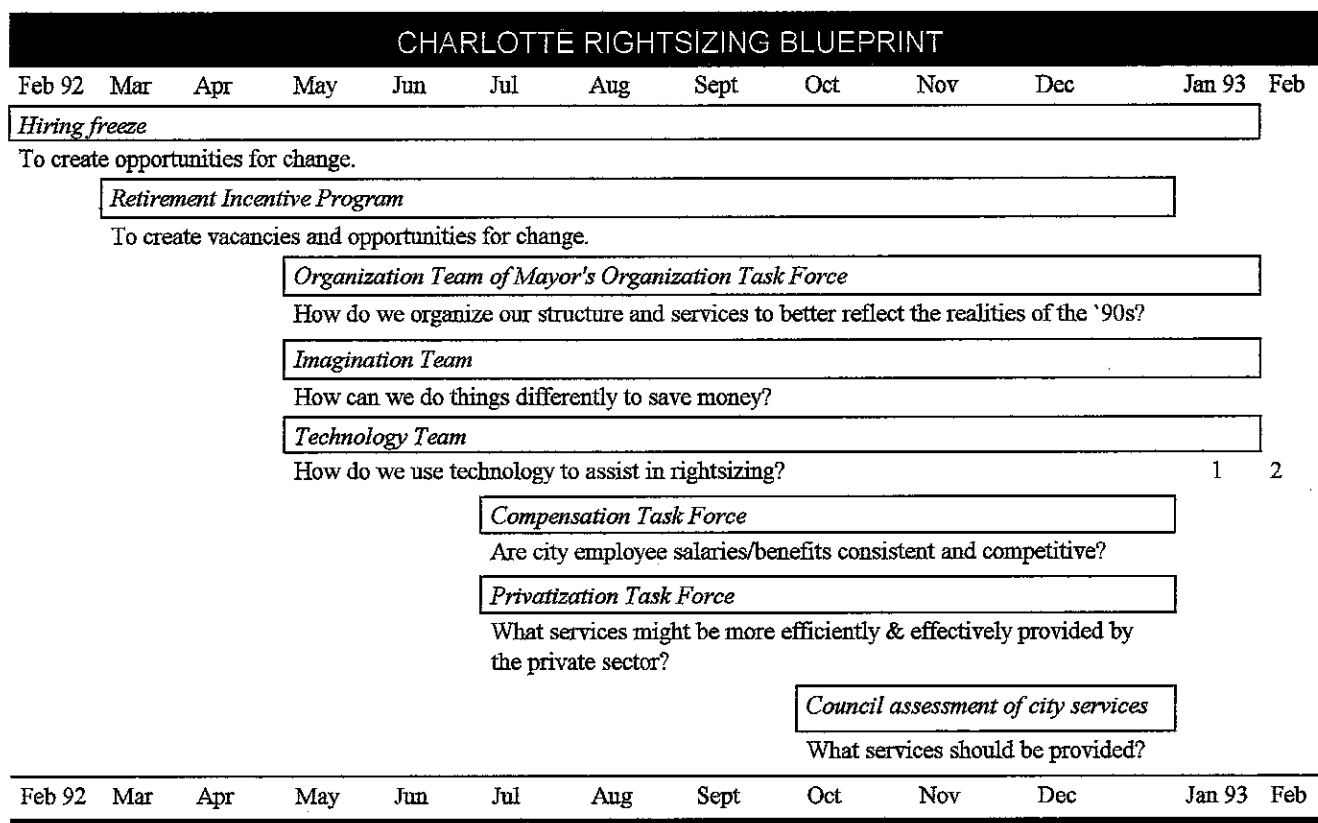 CHARLOTTE RIGHTSIZING BLUEPRINT
Feb 92 Mar Apr May Jun Jul Aug Sept Oct Nov Dec Jan 93 Feb
Hiring freeze
To create opportunities for change.
Retirement Incentive Program
To create vacancies and opportunities for change.
Organization Team of Mayor's Organization Task Force
How do we organize our structure and services to better reflect the realities of the `90s?
Imagination Team
How can we do things differently to save money?
Technology Team
How do we use technology to assist in rightsizing? 1 2
Compensation Task Force
Are city employee salaries/benefits consistent and competitive?
Privatization Task Force
What services might be more efficiently & effectively provided by
the private sector?
Council assessment of city services
What services should be provided?
Feb 92 Mar Apr May Jun Jul Aug Sept Oct Nov Dec Jan 93 Feb